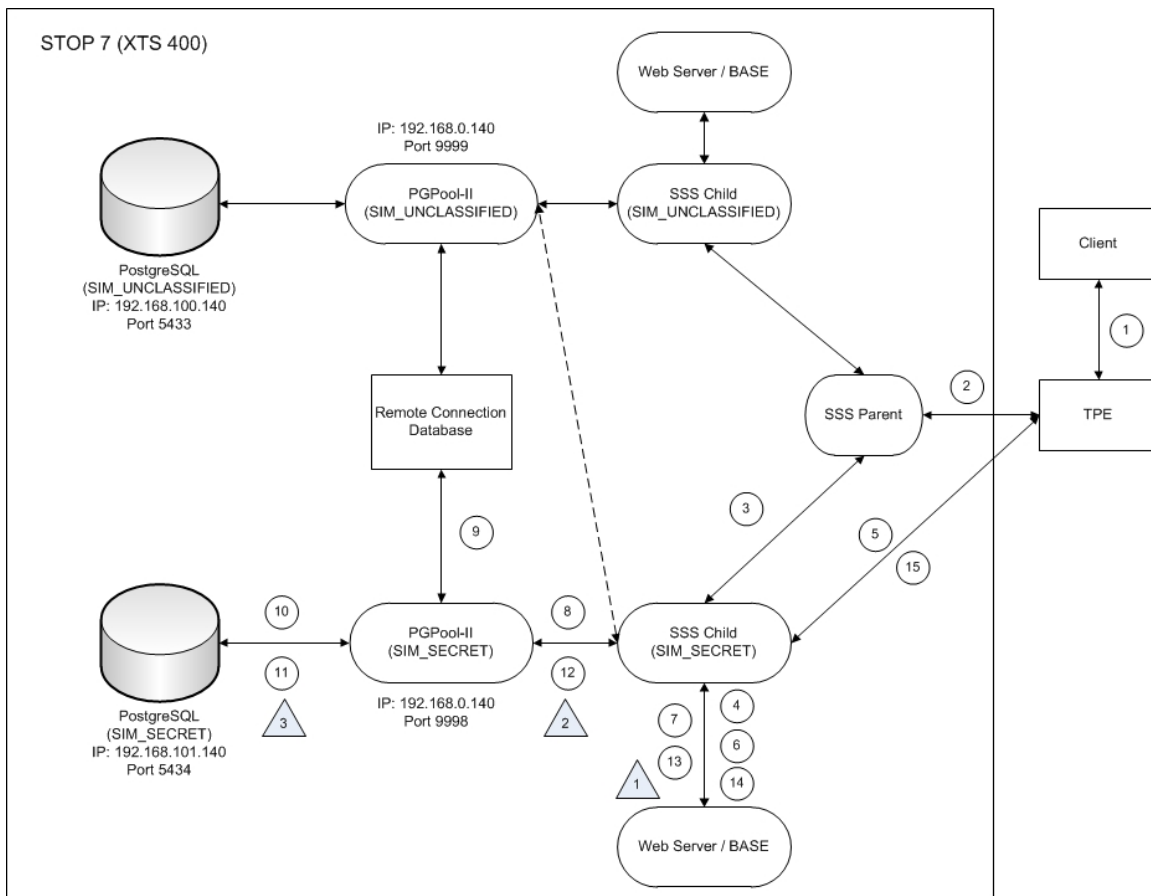 STOP 7 (XTS 400)
Web Server / BASE
IP: 192.168.0.140
Port 9999
PGPool-II
(SIM_UNCLASSIFIED)
SSS Child
(SIM_UNCLASSIFIED)
PostgreSQL
(SIM_UNCLASSIFIED)
IP: 192.168.100.140
Port 5433
Client
1
Remote Connection
Database
SSS Parent
2
TPE
3
5
15
9
10
11
3
PGPool-II
(SIM_SECRET)
IP: 192.168.0.140
Port 9998
8
12
2
SSS Child
(SIM_SECRET)
PostgreSQL
(SIM_SECRET)
IP: 192.168.101.140
Port 5434
7
4
13
6
1
14
Web Server / BASE